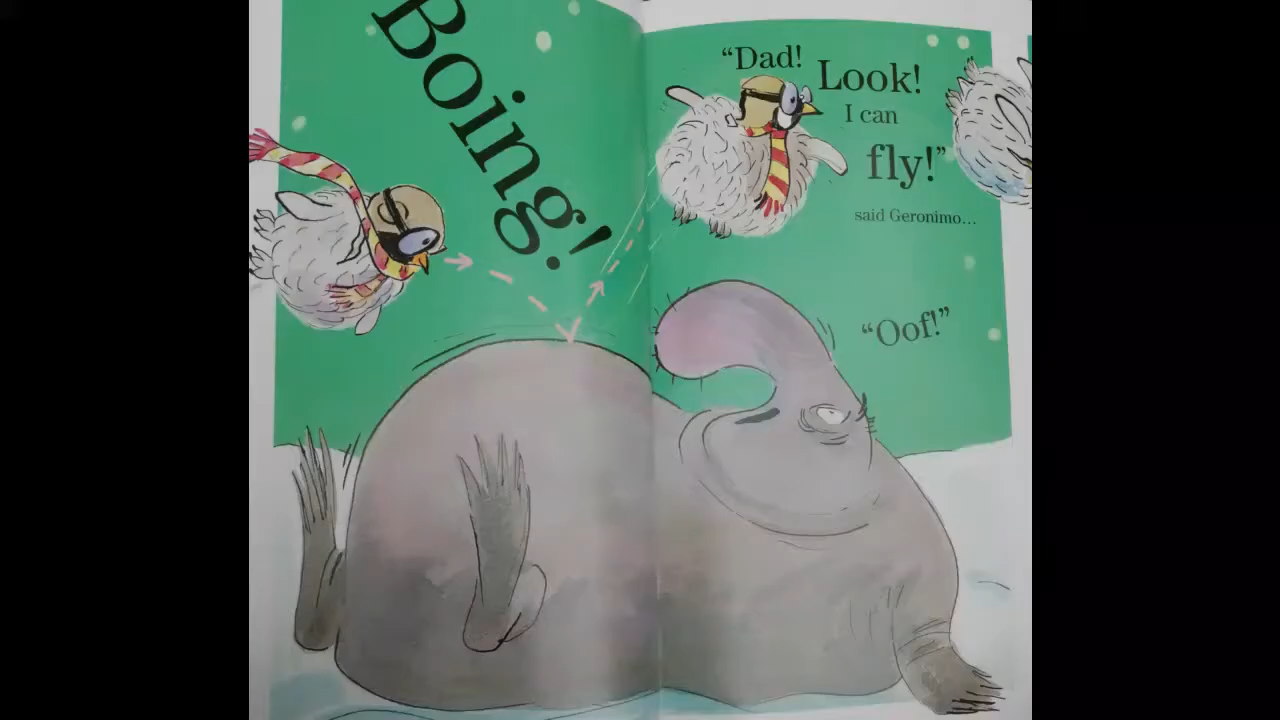 Boing!
“Dad!
Look!
I can
fly!”
said Geronimo...
“Oof!”